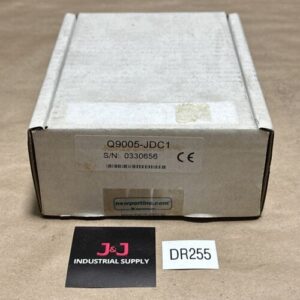 Q9005-JDC1
S/N: 0330656
CE
newportinc.com
J&J
INDUSTRIAL SUPPLY
DR255